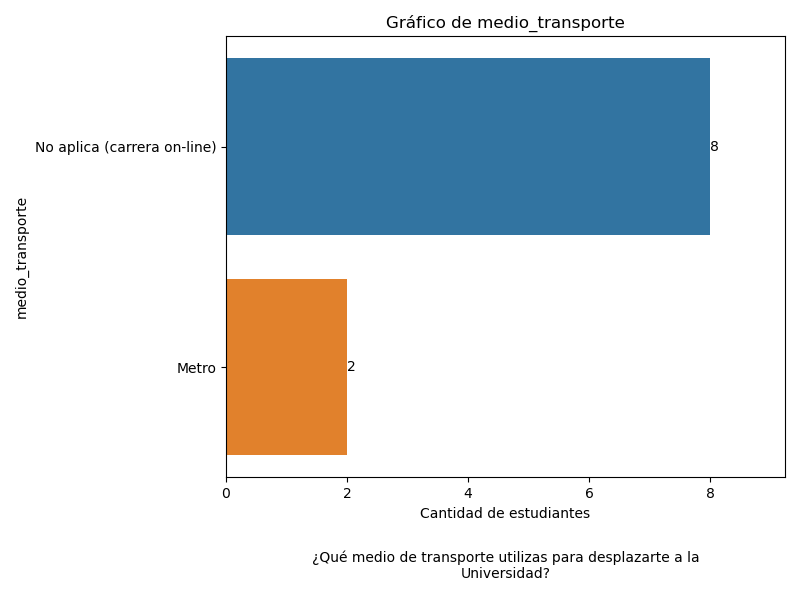 Gráfico de medio_transporte
No aplica (carrera on-line)
8
medio_transporte
Metro
2
0 2 4 6 8
Cantidad de estudiantes
¿Qué medio de transporte utilizas para desplazarte a la
Universidad?